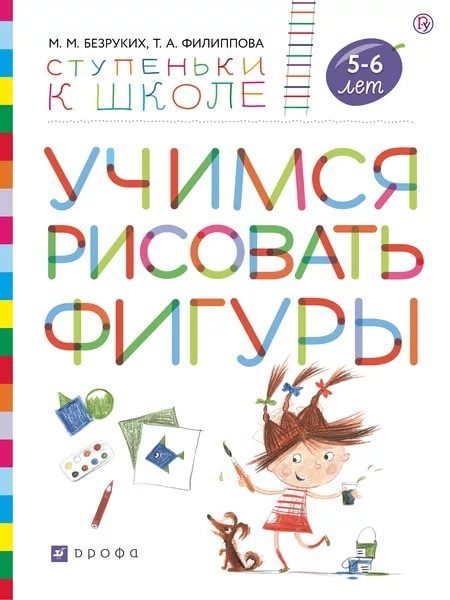 М. М. БЕЗРУКИХ, Т. А. ФИЛИППОВА
СТУПЕНЬКИ
К ШКОЛЕ
5-6
лет
УЧИМСЯ
РИСОВАТЬ
ФИГУРЫ
дрофа